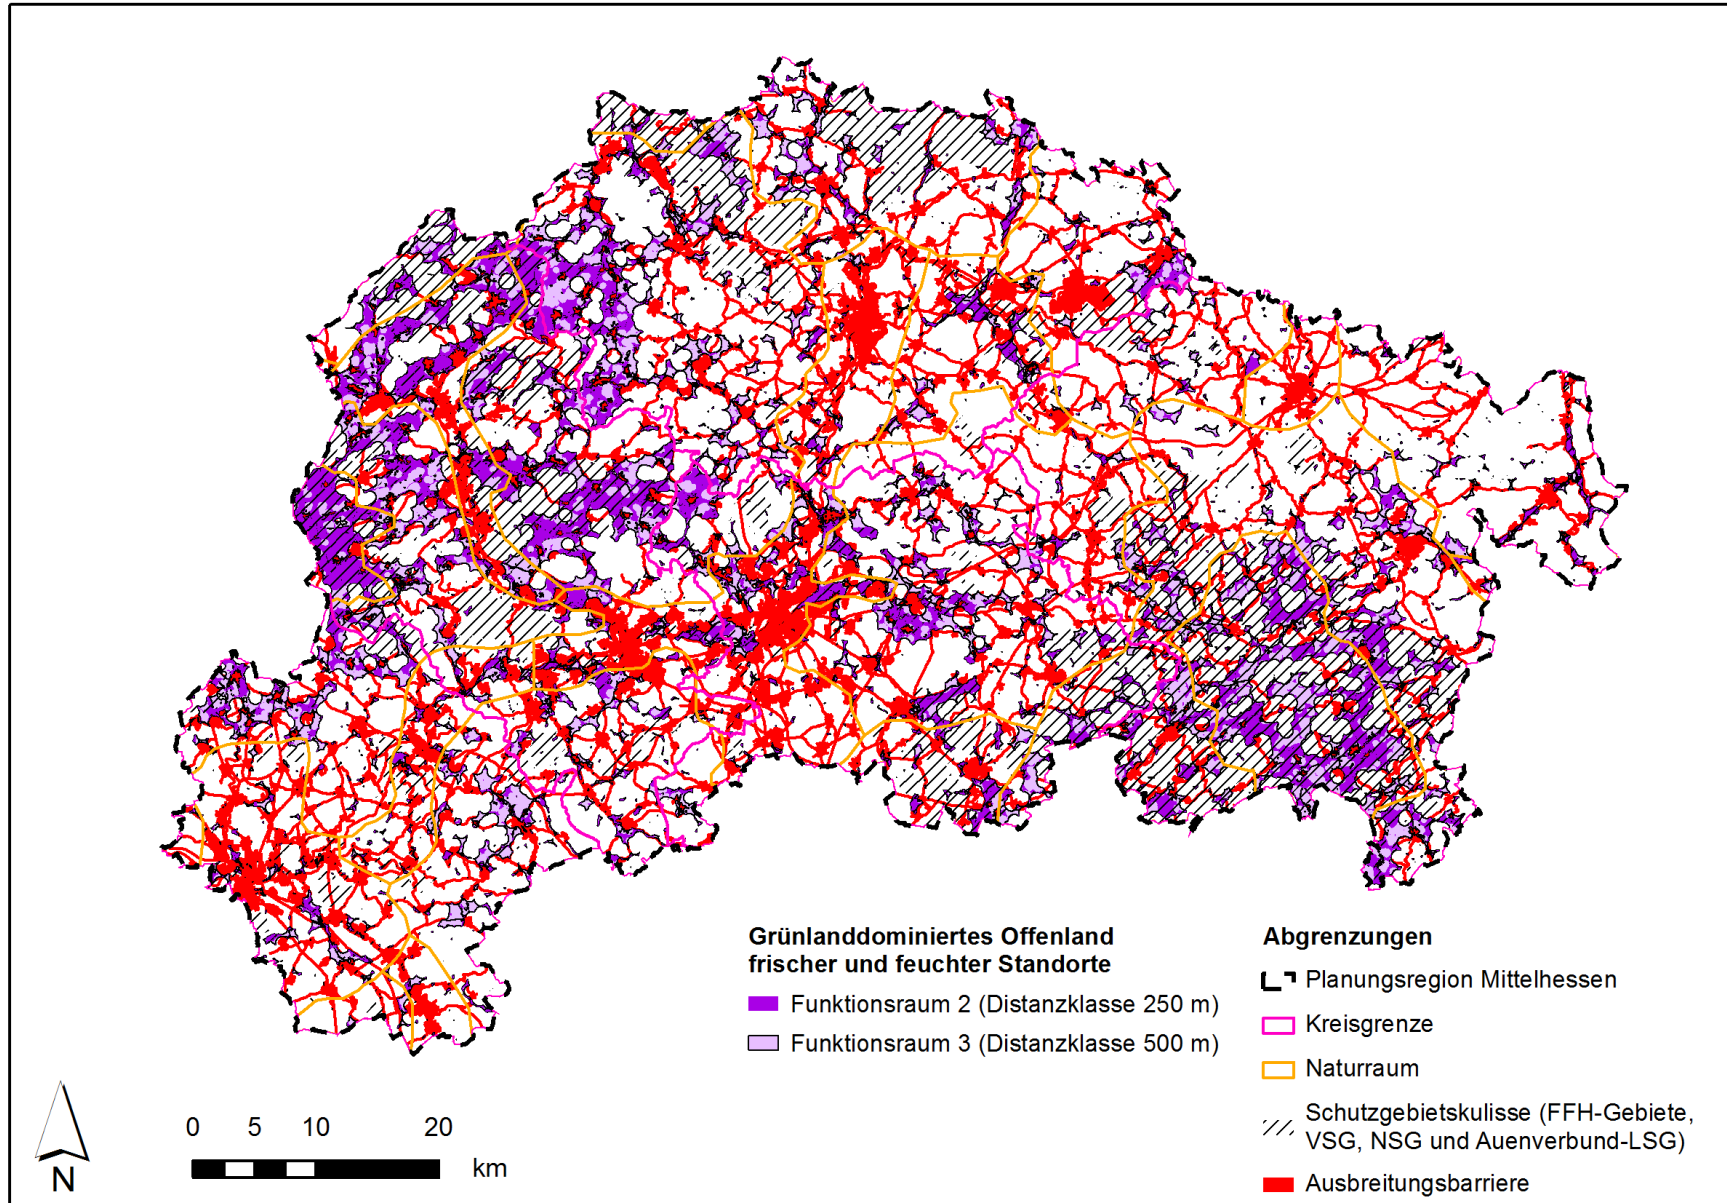 Grünlanddominiertes Offenland
frischer und feuchter Standorte
Funktionsraum 2 (Distanzklasse 250 m)
Funktionsraum 3 (Distanzklasse 500 m)
Abgrenzungen
Planungsregion Mittelhessen
Kreisgrenze
Naturraum
Schutzgebietskulisse (FFH-Gebiete,
VSG, NSG und Auenverbund-LSG)
Ausbreitungsbarriere
0 5 10 20
km
N